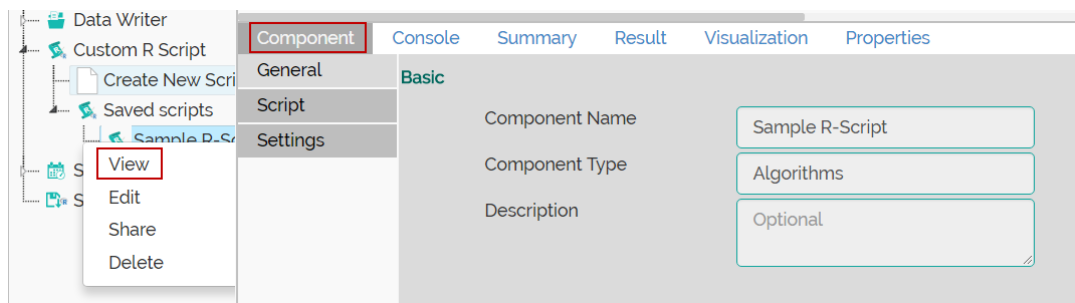 Data Writer
Custom R Script
Create New Scri
Saved scripts
Sample R-Sc
S
S
View
Edit
Share
Delete
Component Console Summary Result Visualization Properties
General
Script
Settings
Basic
Component Name Sample R-Script
Component Type Algorithms
Description Optional